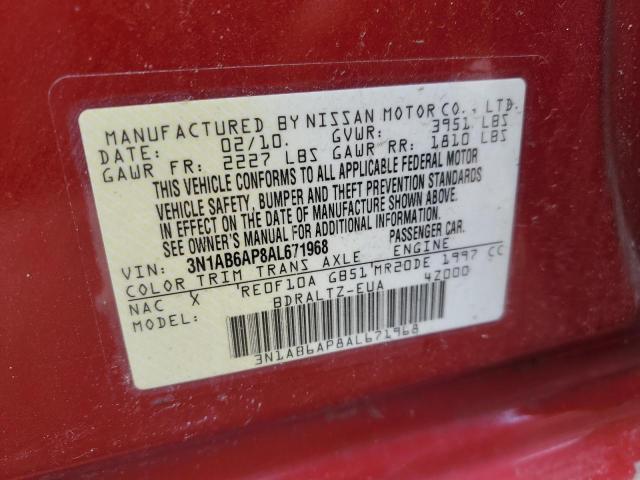 MANUFACTURED BY NISSAN MOTOR CO., LTD.
DATE: 02/10. GVWR: 3951 LBS
GAWR FR: 2227 LBS GAWR RR: 1810 LBS
THIS VEHICLE CONFORMS TO ALL APPLICABLE FEDERAL MOTOR
VEHICLE SAFETY, BUMPER AND THEFT PREVENTION STANDARDS
IN EFFECT ON THE DATE OF MANUFACTURE SHOWN ABOVE.
SEE OWNER'S MANUAL FOR ADDITIONAL INFORMATION.
VIN: 3N1AB6AP8AL671968 PASSENGER CAR.
COLOR TRIM TRANS AXLE ENGINE
NAC X RE0F10A GB51 MR20DE 1997 CC
MODEL: BDRALTZ-EUA 4Z000
3N1AB6AP8AL671968